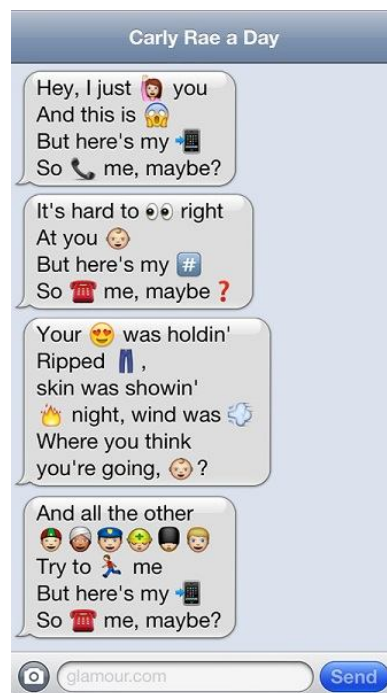 Carly Rae a Day
Hey, I just 🙋 you
And this is 😱
But here's my 📲
So 📞 me, maybe?
It's hard to 👀 right
At you 👶
But here's my #️⃣
So ☎️ me, maybe ❓
Your 😍 was holdin'
Ripped 👖,
skin was showin'
🔥 night, wind was 💨
Where you think
you're going, 👶?
And all the other
👲👳👮👷💂👱
Try to 🏃 me
But here's my 📲
So ☎️ me, maybe?
glamour.com
Send